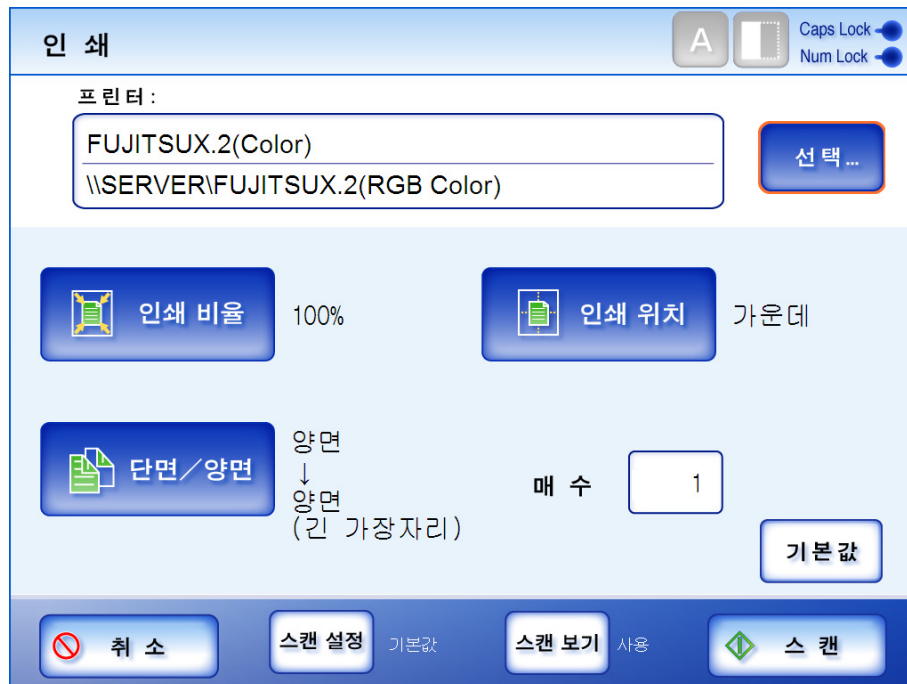 인 쇄
A
Caps Lock
Num Lock
프린터 :
FUJITSUX.2(Color)
\\SERVER\FUJITSUX.2(RGB Color)
선택...
인쇄 비율
100%
인쇄 위치
가운데
단면/양면
양면
↓
양면
(긴 가장자리)
매 수
1
기본값
취 소
스캔 설정
기본값
스캔 보기
사용
스 캔